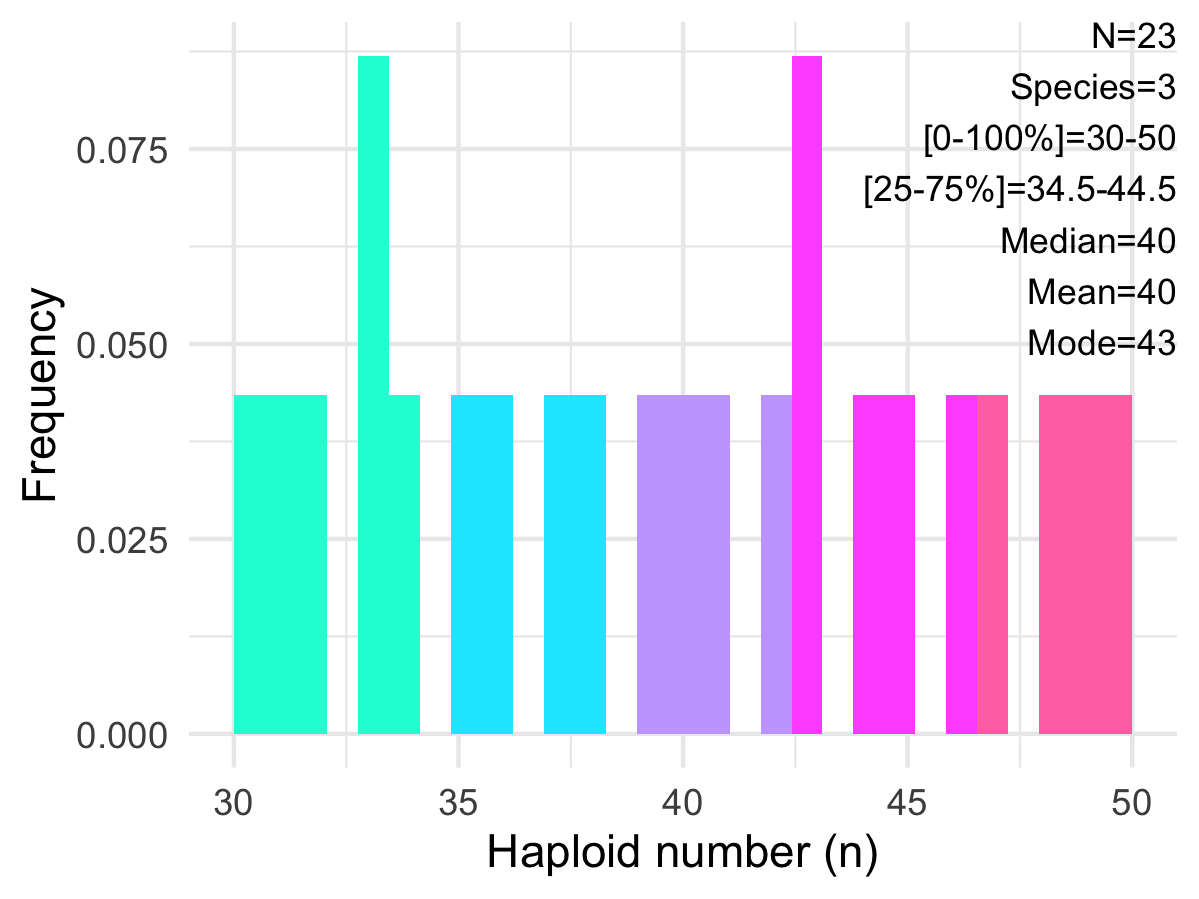 N=23
Species=3
[0-100%]=30-50
[25-75%]=34.5-44.5
Median=40
Mean=40
Mode=43
0.075
0.050
0.025
0.000
Frequency
30 35 40 45 50
Haploid number (n)